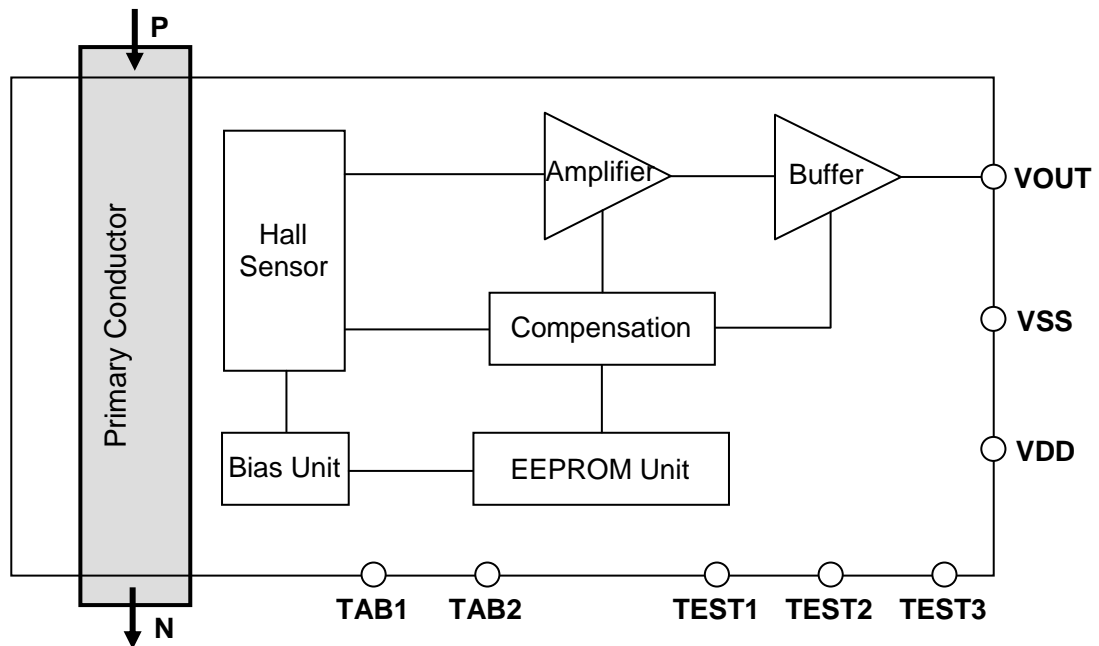 P
Primary Conductor
Hall
Sensor
Amplifier
Buffer
VOUT
Compensation
VSS
Bias Unit
EEPROM Unit
VDD
TAB1
TAB2
TEST1
TEST2
TEST3
N